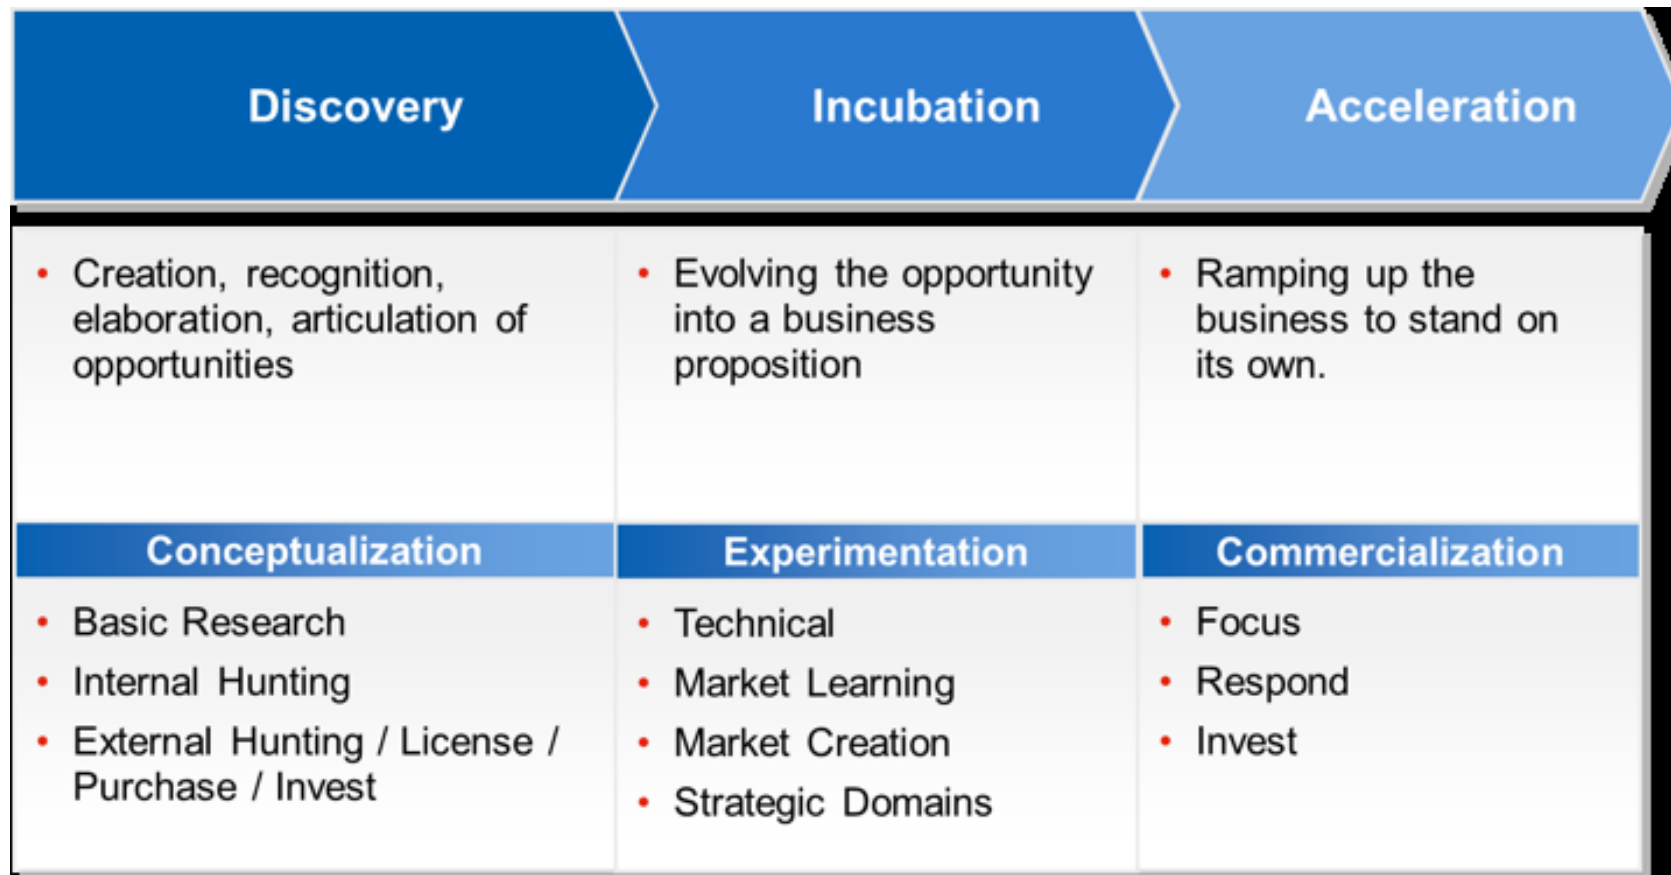 Discovery
Incubation
Acceleration
• Creation, recognition,
elaboration, articulation of
opportunities
• Evolving the opportunity
into a business
proposition
• Ramping up the
business to stand on
its own.
Conceptualization
Experimentation
Commercialization
• Basic Research
• Internal Hunting
• External Hunting / License /
Purchase / Invest
• Technical
• Market Learning
• Market Creation
• Strategic Domains
• Focus
• Respond
• Invest